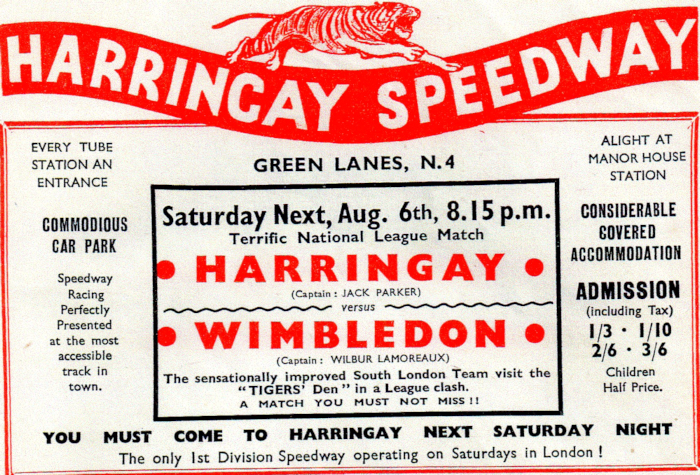 HARRINGAY SPEEDWAY
EVERY TUBE
STATION AN
ENTRANCE
COMMODIOUS
CAR PARK
Speedway
Racing
Perfectly
Presented
at the most
accessible
track in
town.
GREEN LANES, N.4
Saturday Next, Aug. 6th, 8.15 p.m.
Terrific National League Match
• HARRINGAY •
(Captain : JACK PARKER)
versus
• WIMBLEDON •
(Captain : WILBUR LAMOREAUX)
The sensationally improved South London Team visit the
"TIGERS' Den" in a League clash.
A MATCH YOU MUST NOT MISS !!
ALIGHT AT
MANOR HOUSE
STATION
CONSIDERABLE
COVERED
ACCOMMODATION
ADMISSION
(including Tax)
1/3 · 1/10
2/6 · 3/6
Children
Half Price.
YOU MUST COME TO HARRINGAY NEXT SATURDAY NIGHT
The only 1st Division Speedway operating on Saturdays in London !